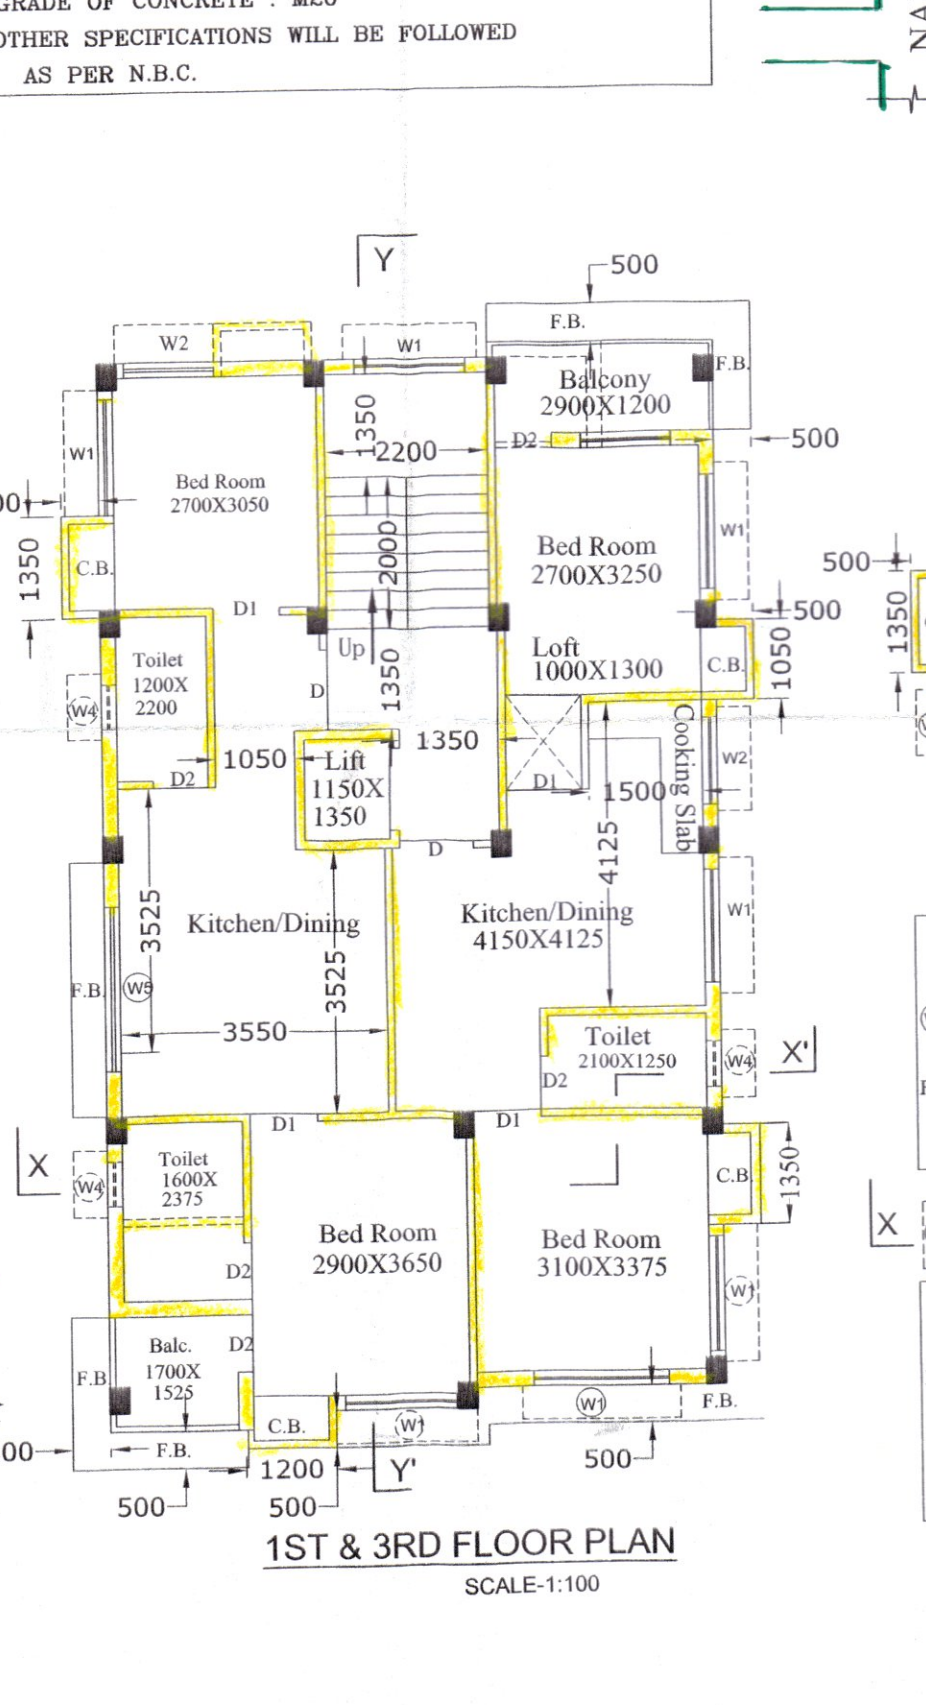 GRADE OF CONCRETE : M20
OTHER SPECIFICATIONS WILL BE FOLLOWED
AS PER N.B.C.
NA
Y
500
F.B.
W2
W1
F.B.
Balcony
2900X1200
1350
D2
500
2200
W1
Bed Room
2700X3050
W1
Bed Room
2700X3250
2000
1350
C.B.
500
1350
D1
500
Up
Loft
1000X1300
C.B.
1050
Toilet
1200X
2200
D
1350
W4
Cooking Slab
1050
Lift
1150X
1350
1350
W2
D2
D1
1500
4125
D
3525
Kitchen/Dining
Kitchen/Dining
4150X4125
W1
F.B.
W5
3525
3550
Toilet
2100X1250
W4
X'
D2
D1
D1
X
W4
Toilet
1600X
2375
C.B.
1350
X
Bed Room
2900X3650
Bed Room
3100X3375
D2
W1
D2
Balc.
1700X
1525
F.B
C.B.
W1
W1
F.B.
00
F.B.
1200
Y'
500
500
500
1ST & 3RD FLOOR PLAN
SCALE-1:100